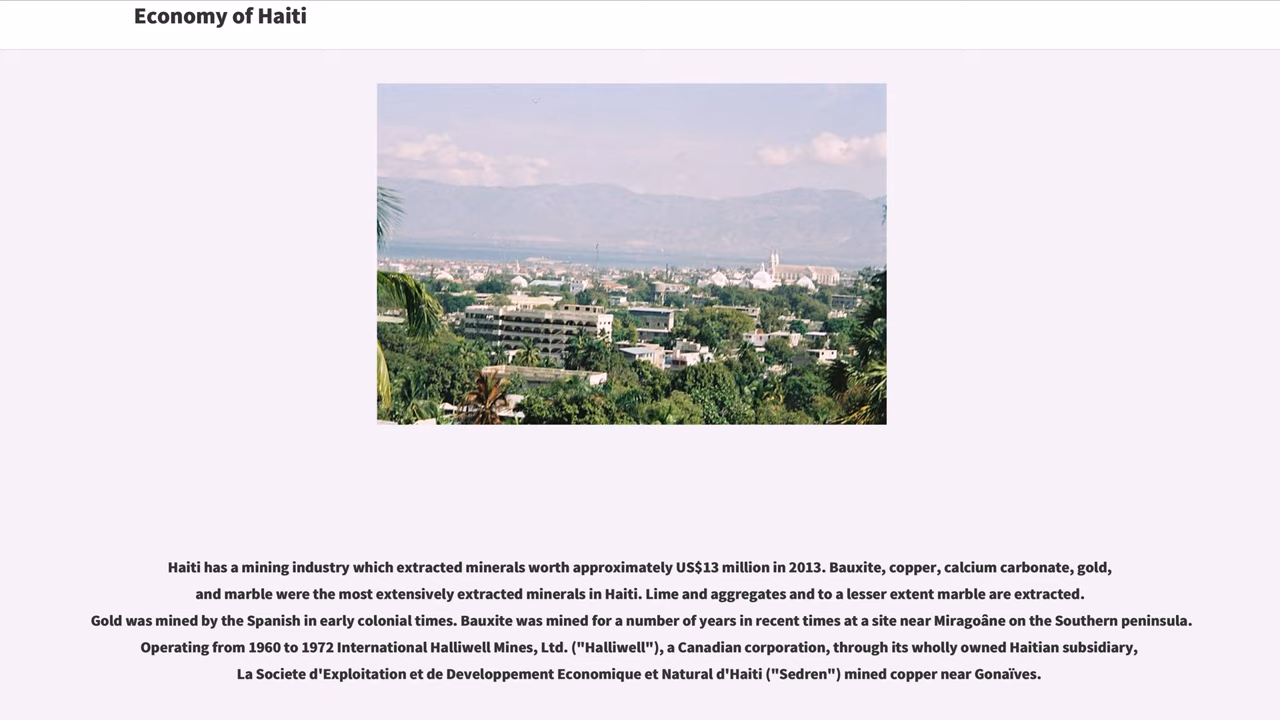 Economy of Haiti
Haiti has a mining industry which extracted minerals worth approximately US$13 million in 2013. Bauxite, copper, calcium carbonate, gold,
and marble were the most extensively extracted minerals in Haiti. Lime and aggregates and to a lesser extent marble are extracted.
Gold was mined by the Spanish in early colonial times. Bauxite was mined for a number of years in recent times at a site near Miragoâne on the Southern peninsula.
Operating from 1960 to 1972 International Halliwell Mines, Ltd. ("Halliwell"), a Canadian corporation, through its wholly owned Haitian subsidiary,
La Societe d'Exploitation et de Developpement Economique et Natural d'Haiti ("Sedren") mined copper near Gonaïves.